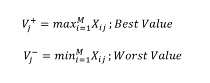 V_j^+ = max_{i=1}^M X_{ij} ; Best Value
V_j^- = min_{i=1}^M X_{ij} ; Worst Value